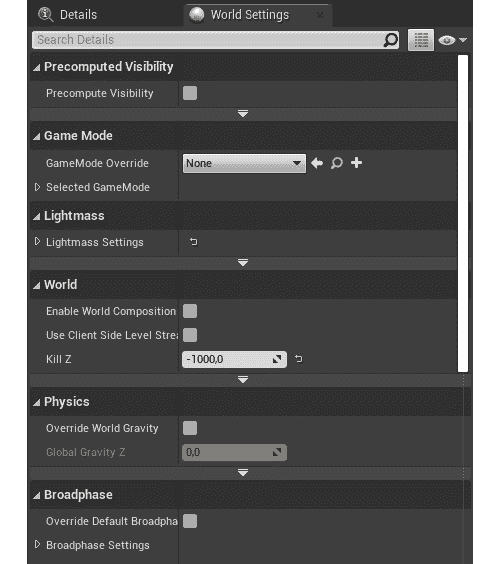 Details
World Settings
Search Details
Precomputed Visibility
Precompute Visibility
Game Mode
GameMode Override
None
Selected GameMode
Lightmass
Lightmass Settings
World
Enable World Composition
Use Client Side Level Strea
Kill Z
-1000,0
Physics
Override World Gravity
Global Gravity Z
0,0
Broadphase
Override Default Broadpha
Broadphase Settings